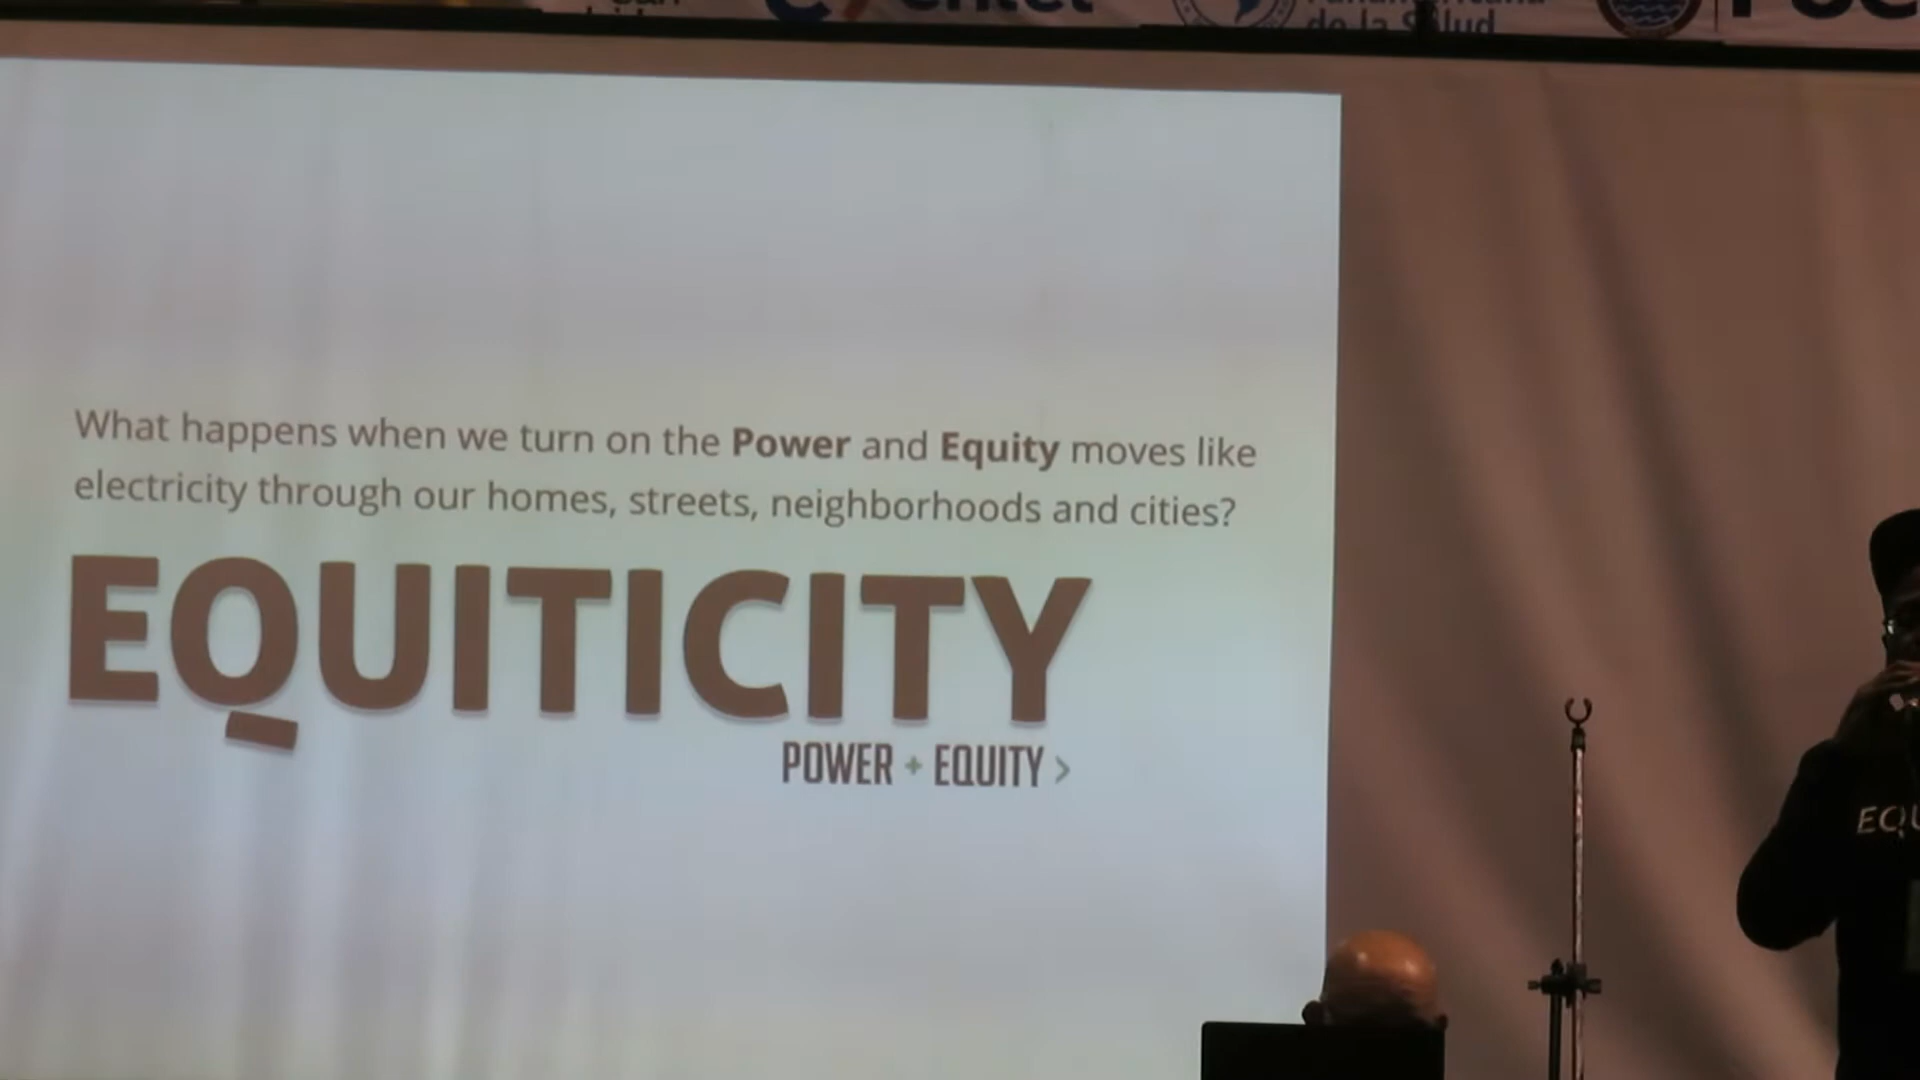 de la Salud
What happens when we turn on the Power and Equity moves like
electricity through our homes, streets, neighborhoods and cities?
EQUITICITY
POWER + EQUITY >
EQU